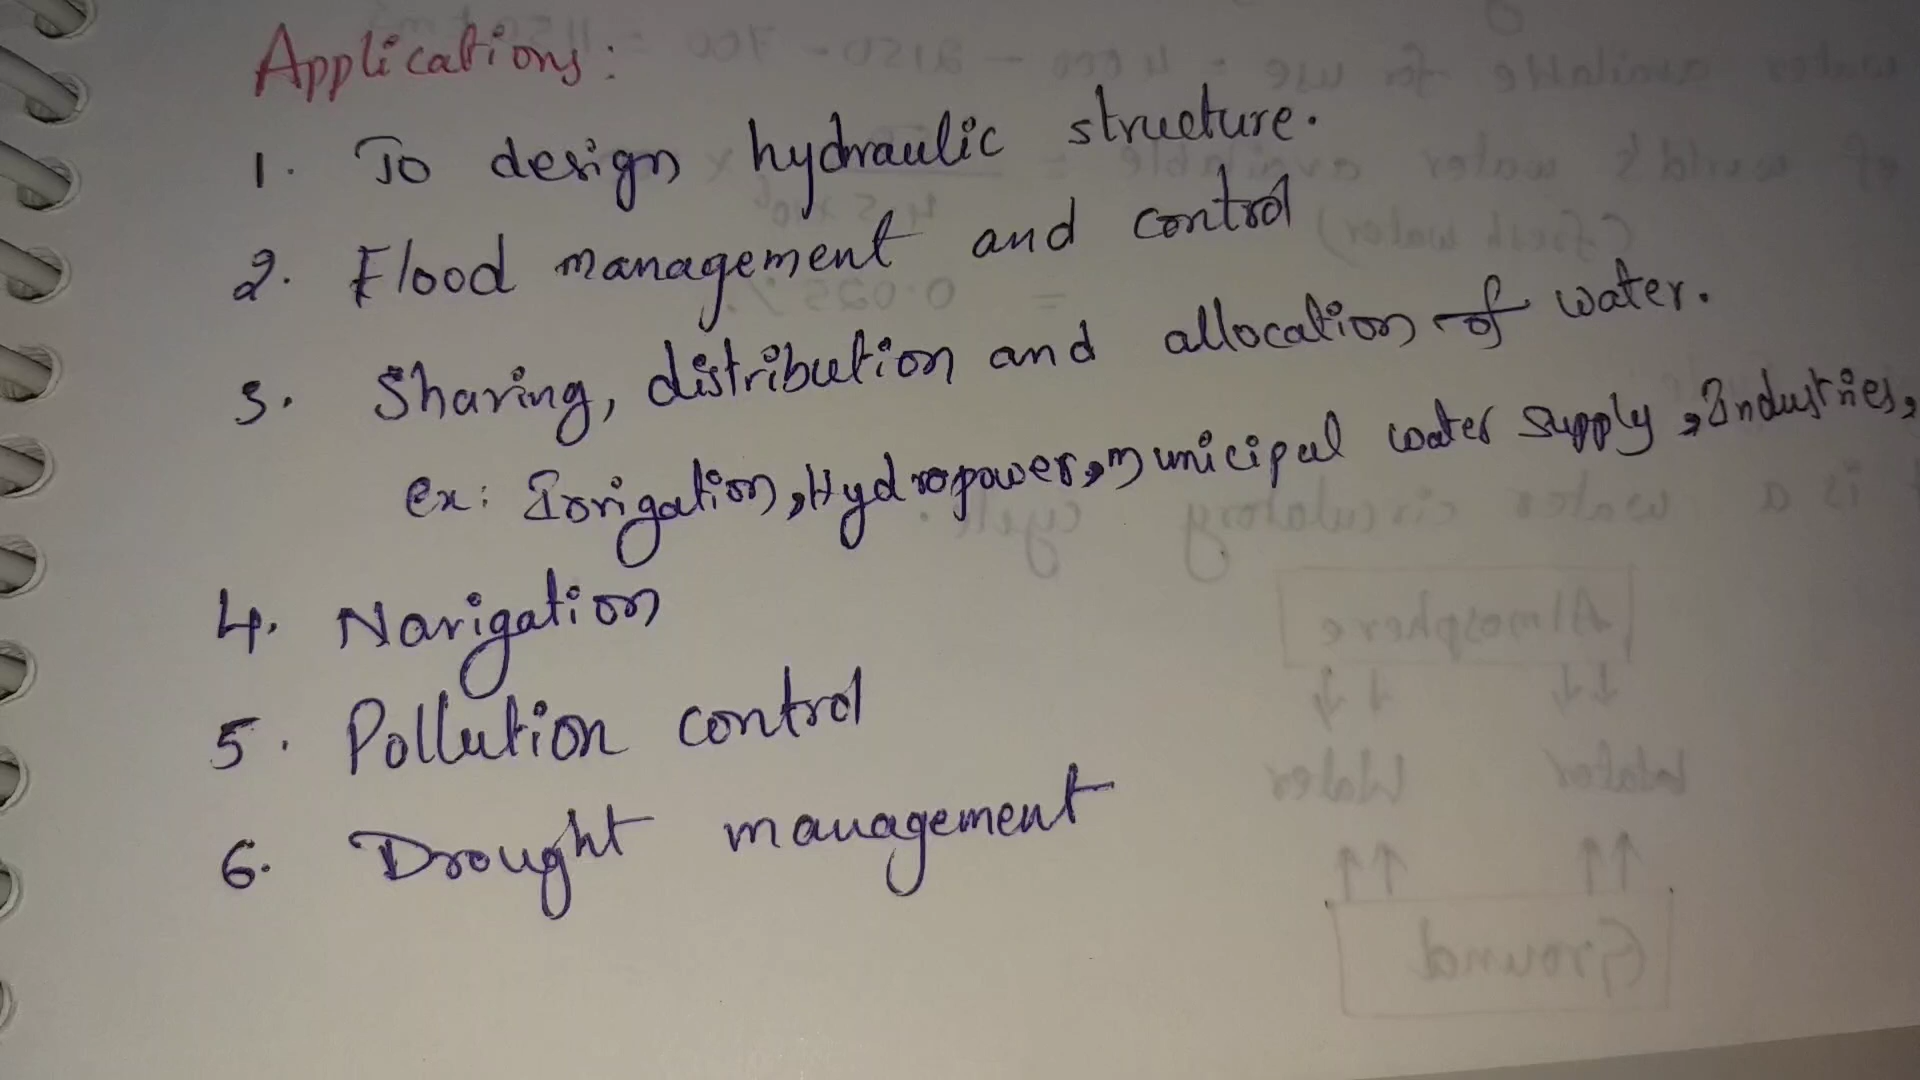 Applications:
1. To design hydraulic structure.
2. Flood management and control
3. Sharing, distribution and allocation of water.
ex: Irrigation, Hydropower, municipal water supply, Industries,
4. Navigation
5. Pollution control
6. Drought management